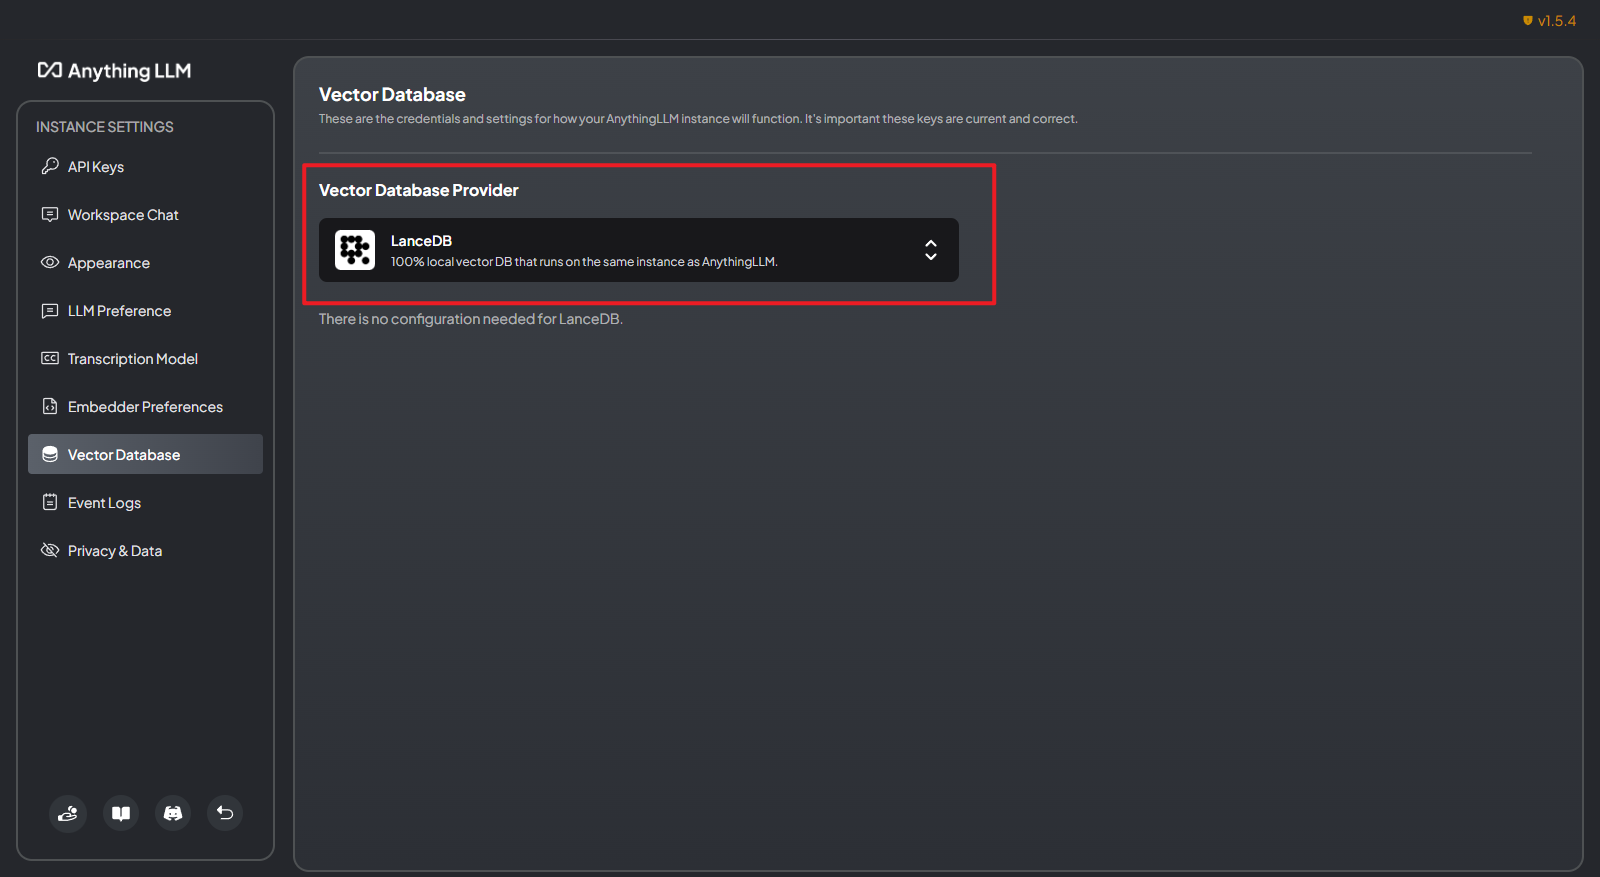 v1.5.4
Anything LLM
INSTANCE SETTINGS
API Keys
Workspace Chat
Appearance
LLM Preference
Transcription Model
Embedder Preferences
Vector Database
Event Logs
Privacy & Data
Vector Database
These are the credentials and settings for how your AnythingLLM instance will function. It's important these keys are current and correct.
Vector Database Provider
LanceDB
100% local vector DB that runs on the same instance as AnythingLLM.
There is no configuration needed for LanceDB.